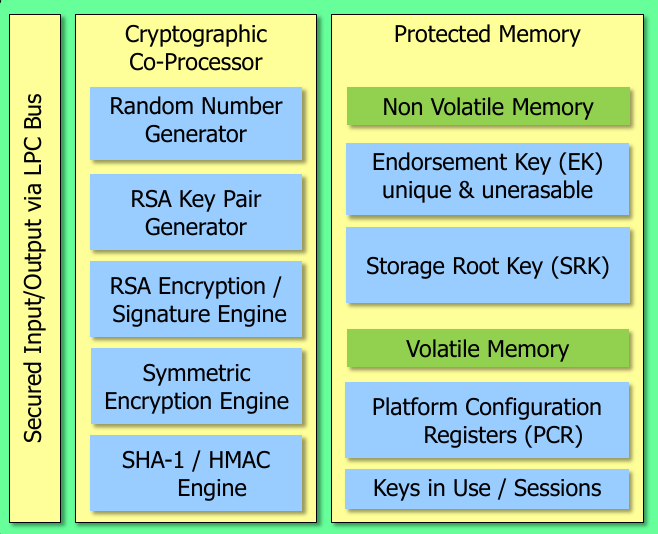 Secured Input/Output via LPC Bus
Cryptographic
Co-Processor
Random Number
Generator
RSA Key Pair
Generator
RSA Encryption /
Signature Engine
Symmetric
Encryption Engine
SHA-1 / HMAC
Engine
Protected Memory
Non Volatile Memory
Endorsement Key (EK)
unique & unerasable
Storage Root Key (SRK)
Volatile Memory
Platform Configuration
Registers (PCR)
Keys in Use / Sessions